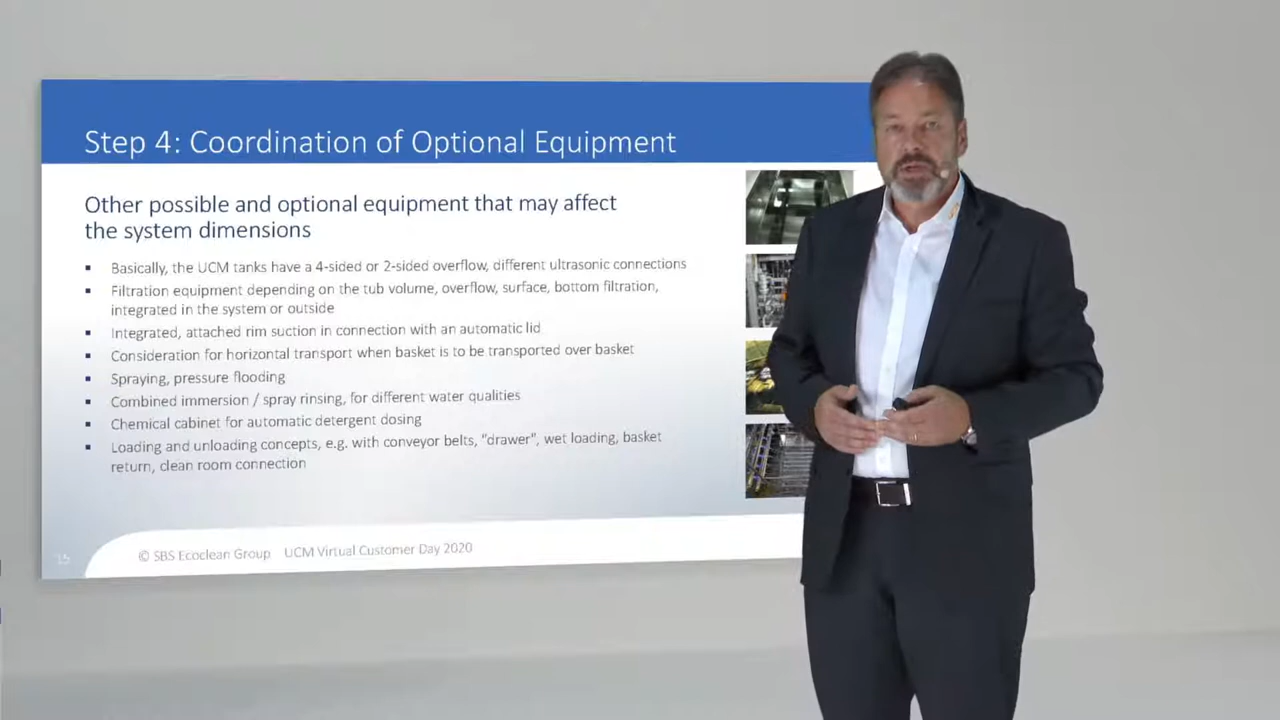 Step 4: Coordination of Optional Equipment
Other possible and optional equipment that may affect
the system dimensions
▪ Basically, the UCM tanks have a 4-sided or 2-sided overflow, different ultrasonic connections
▪ Filtration equipment depending on the tub volume, overflow, surface, bottom filtration,
integrated in the system or outside
▪ Integrated, attached rim suction in connection with an automatic lid
▪ Consideration for horizontal transport when basket is to be transported over basket
▪ Spraying, pressure flooding
▪ Combined immersion / spray rinsing, for different water qualities
▪ Chemical cabinet for automatic detergent dosing
▪ Loading and unloading concepts, e.g. with conveyor belts, "drawer", wet loading, basket
return, clean room connection
15 © SBS Ecoclean Group UCM Virtual Customer Day 2020